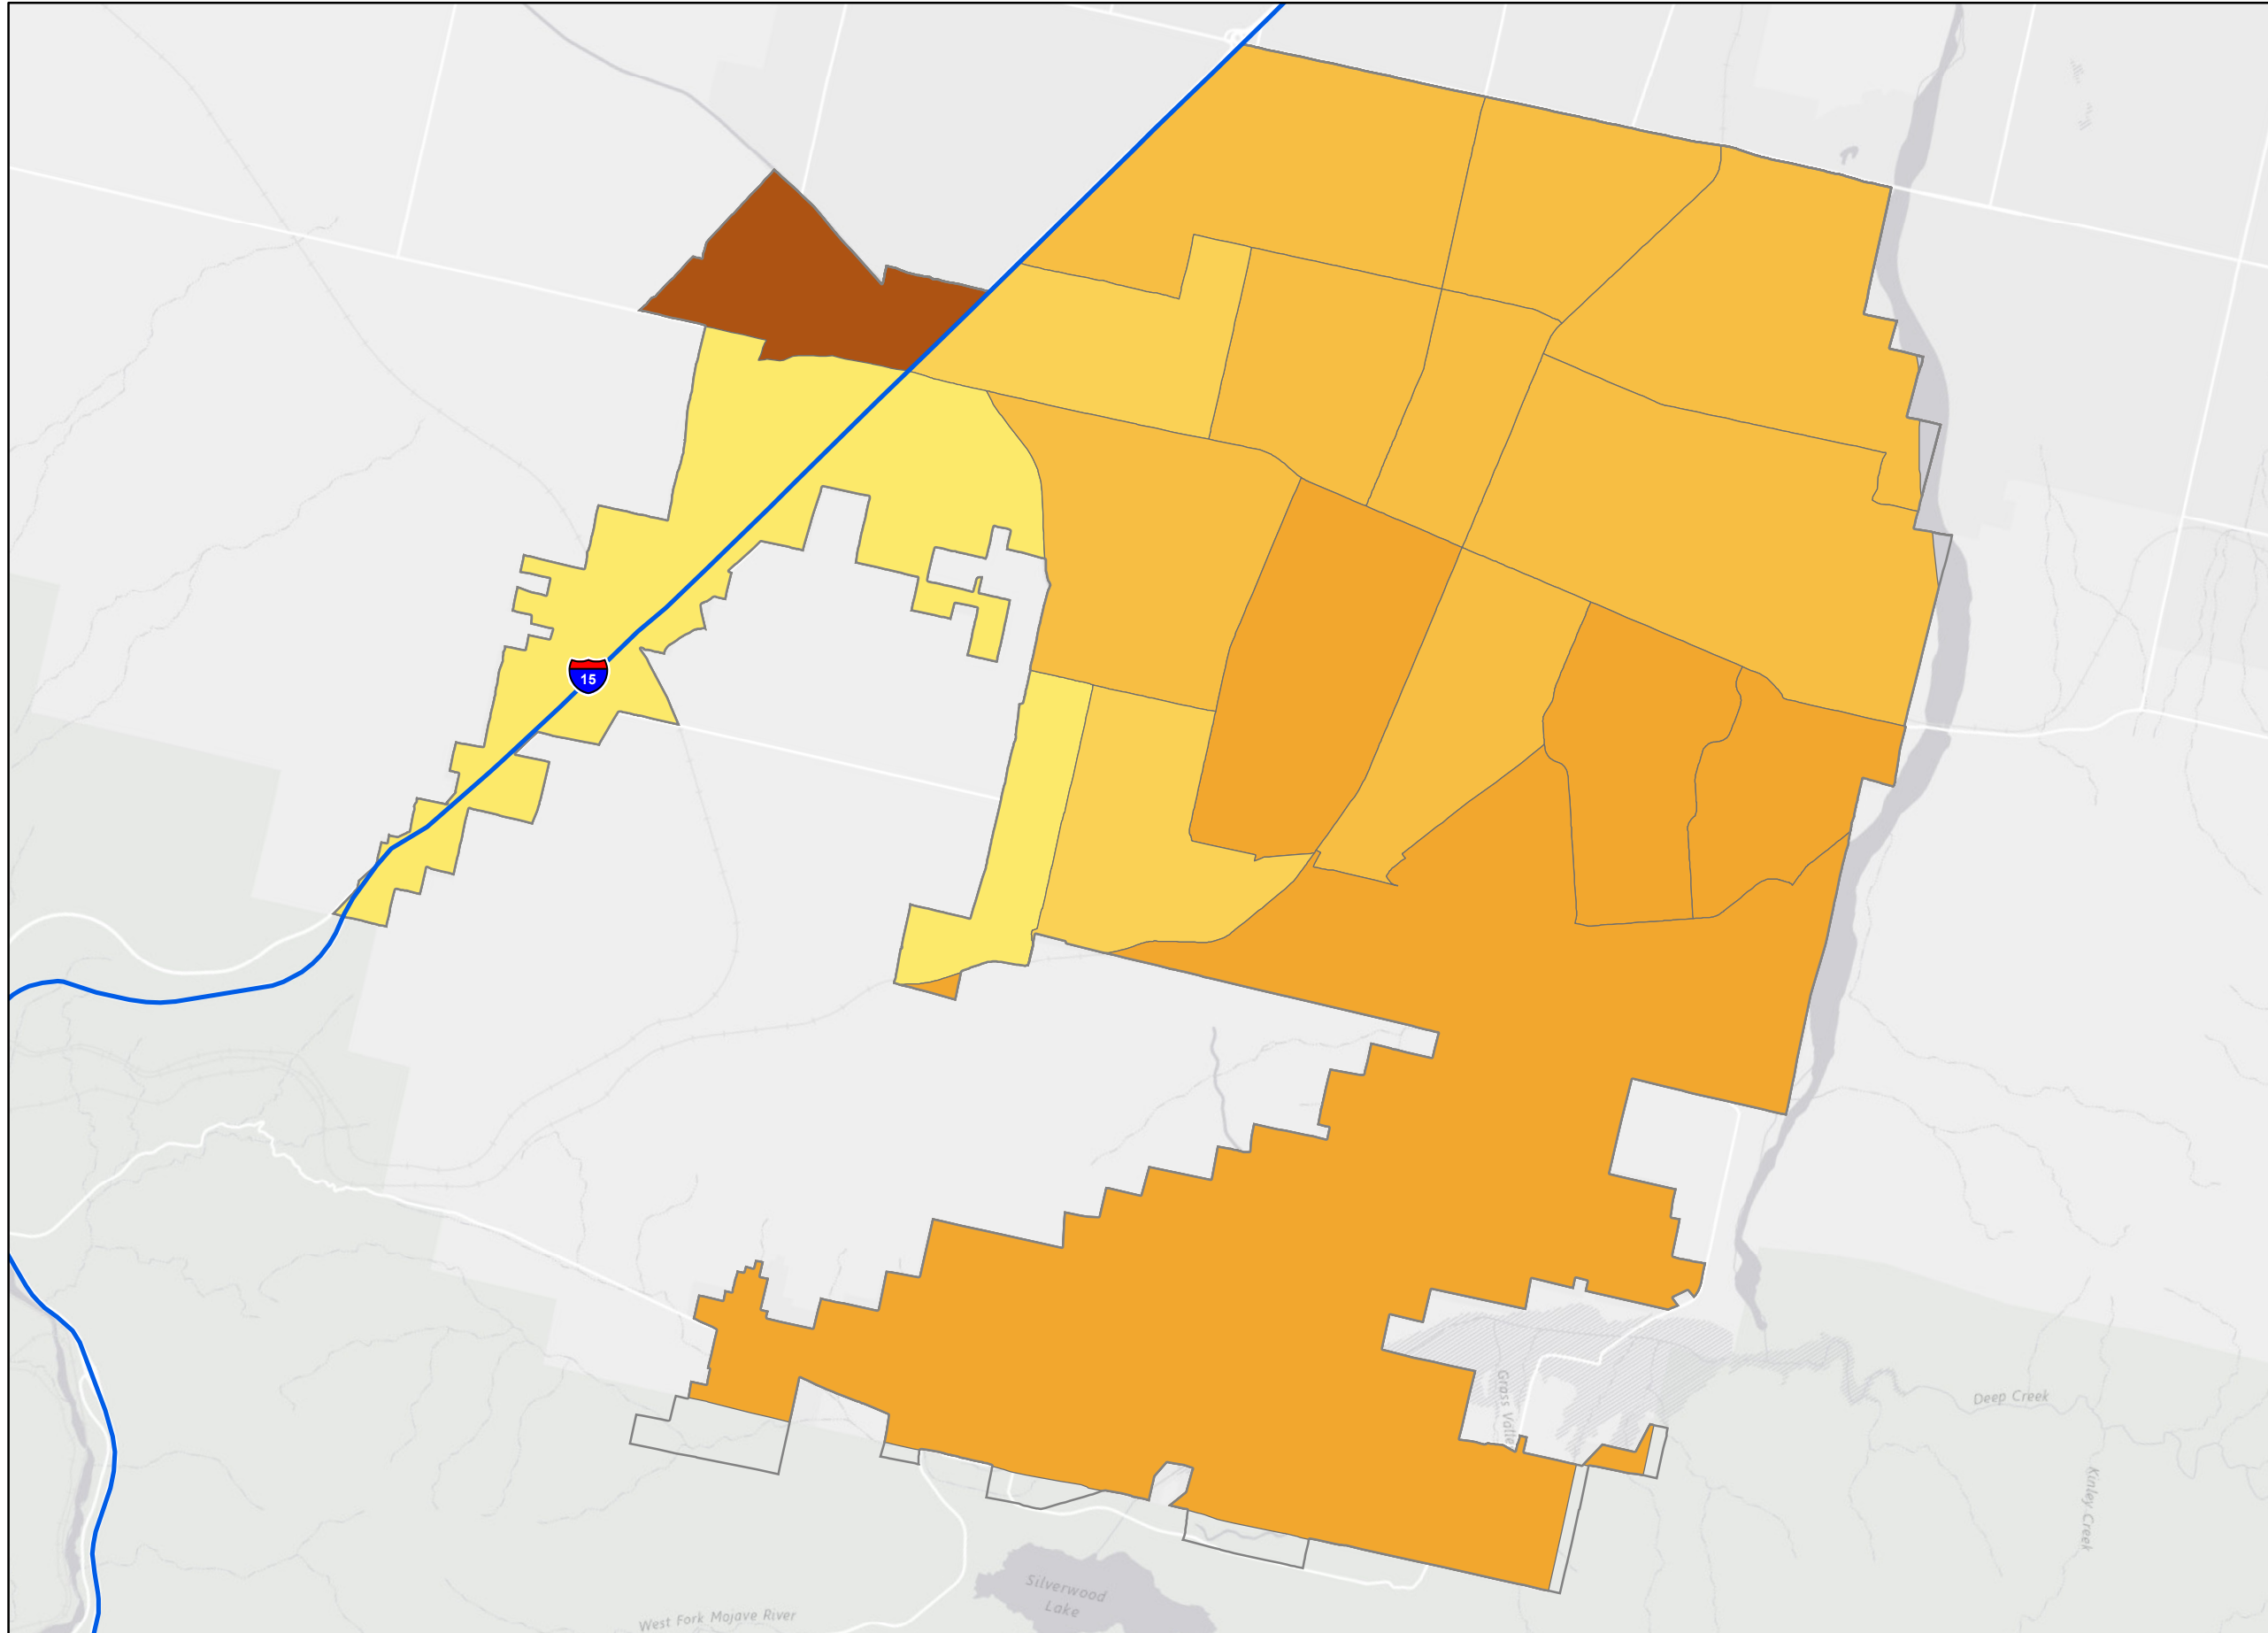 15
Deep Creek
Grass Valle
Kinley Creek
Silverwood
Lake
West Fork Mojave River